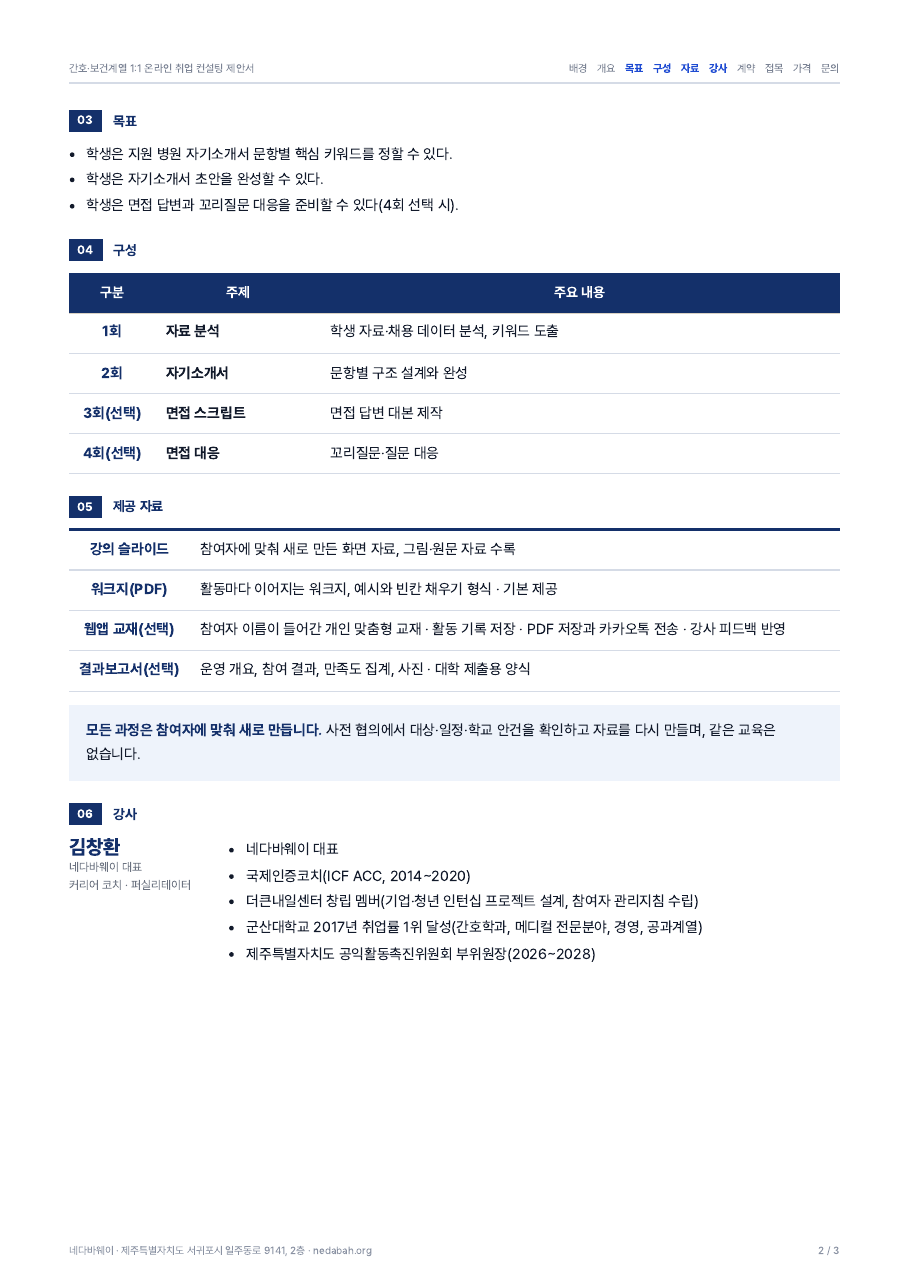 간호·보건계열 1:1 온라인 취업 컨설팅 제안서
배경 개요 목표 구성 자료 강사 계약 접목 가격 문의
03 목표
• 학생은 지원 병원 자기소개서 문항별 핵심 키워드를 정할 수 있다.
• 학생은 자기소개서 초안을 완성할 수 있다.
• 학생은 면접 답변과 꼬리질문 대응을 준비할 수 있다(4회 선택 시).
04 구성
구분 주제 주요 내용
1회 자료 분석 학생 자료·채용 데이터 분석, 키워드 도출
2회 자기소개서 문항별 구조 설계와 완성
3회(선택) 면접 스크립트 면접 답변 대본 제작
4회(선택) 면접 대응 꼬리질문·질문 대응
05 제공 자료
강의 슬라이드 참여자에 맞춰 새로 만든 화면 자료, 그림·원문 자료 수록
워크지(PDF) 활동마다 이어지는 워크지, 예시와 빈칸 채우기 형식 · 기본 제공
웹앱 교재(선택) 참여자 이름이 들어간 개인 맞춤형 교재 · 활동 기록 저장 · PDF 저장과 카카오톡 전송 · 강사 피드백 반영
결과보고서(선택) 운영 개요, 참여 결과, 만족도 집계, 사진 · 대학 제출용 양식
모든 과정은 참여자에 맞춰 새로 만듭니다. 사전 협의에서 대상·일정·학교 안건을 확인하고 자료를 다시 만들며, 같은 교육은
없습니다.
06 강사
김창환
네다바웨이 대표
커리어 코치 · 퍼실리테이터
• 네다바웨이 대표
• 국제인증코치(ICF ACC, 2014~2020)
• 더큰내일센터 창립 멤버(기업·청년 인턴십 프로젝트 설계, 참여자 관리지침 수립)
• 군산대학교 2017년 취업률 1위 달성(간호학과, 메디컬 전문분야, 경영, 공과계열)
• 제주특별자치도 공익활동촉진위원회 부위원장(2026~2028)
네다바웨이 · 제주특별자치도 서귀포시 일주동로 9141, 2층 · nedabah.org
2 / 3